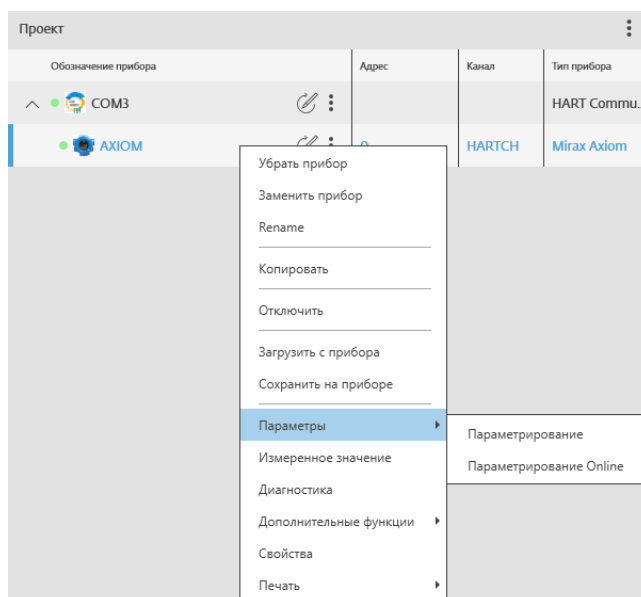 Проект
Обозначение прибора Адрес Канал Тип прибора
COM3 HART Commu..
AXIOM 0 HARTCH Mirax Axiom
Убрать прибор
Заменить прибор
Rename
Копировать
Отключить
Загрузить с прибора
Сохранить на приборе
Параметры
Параметрирование
Измеренное значение
Параметрирование Online
Диагностика
Дополнительные функции
Свойства
Печать